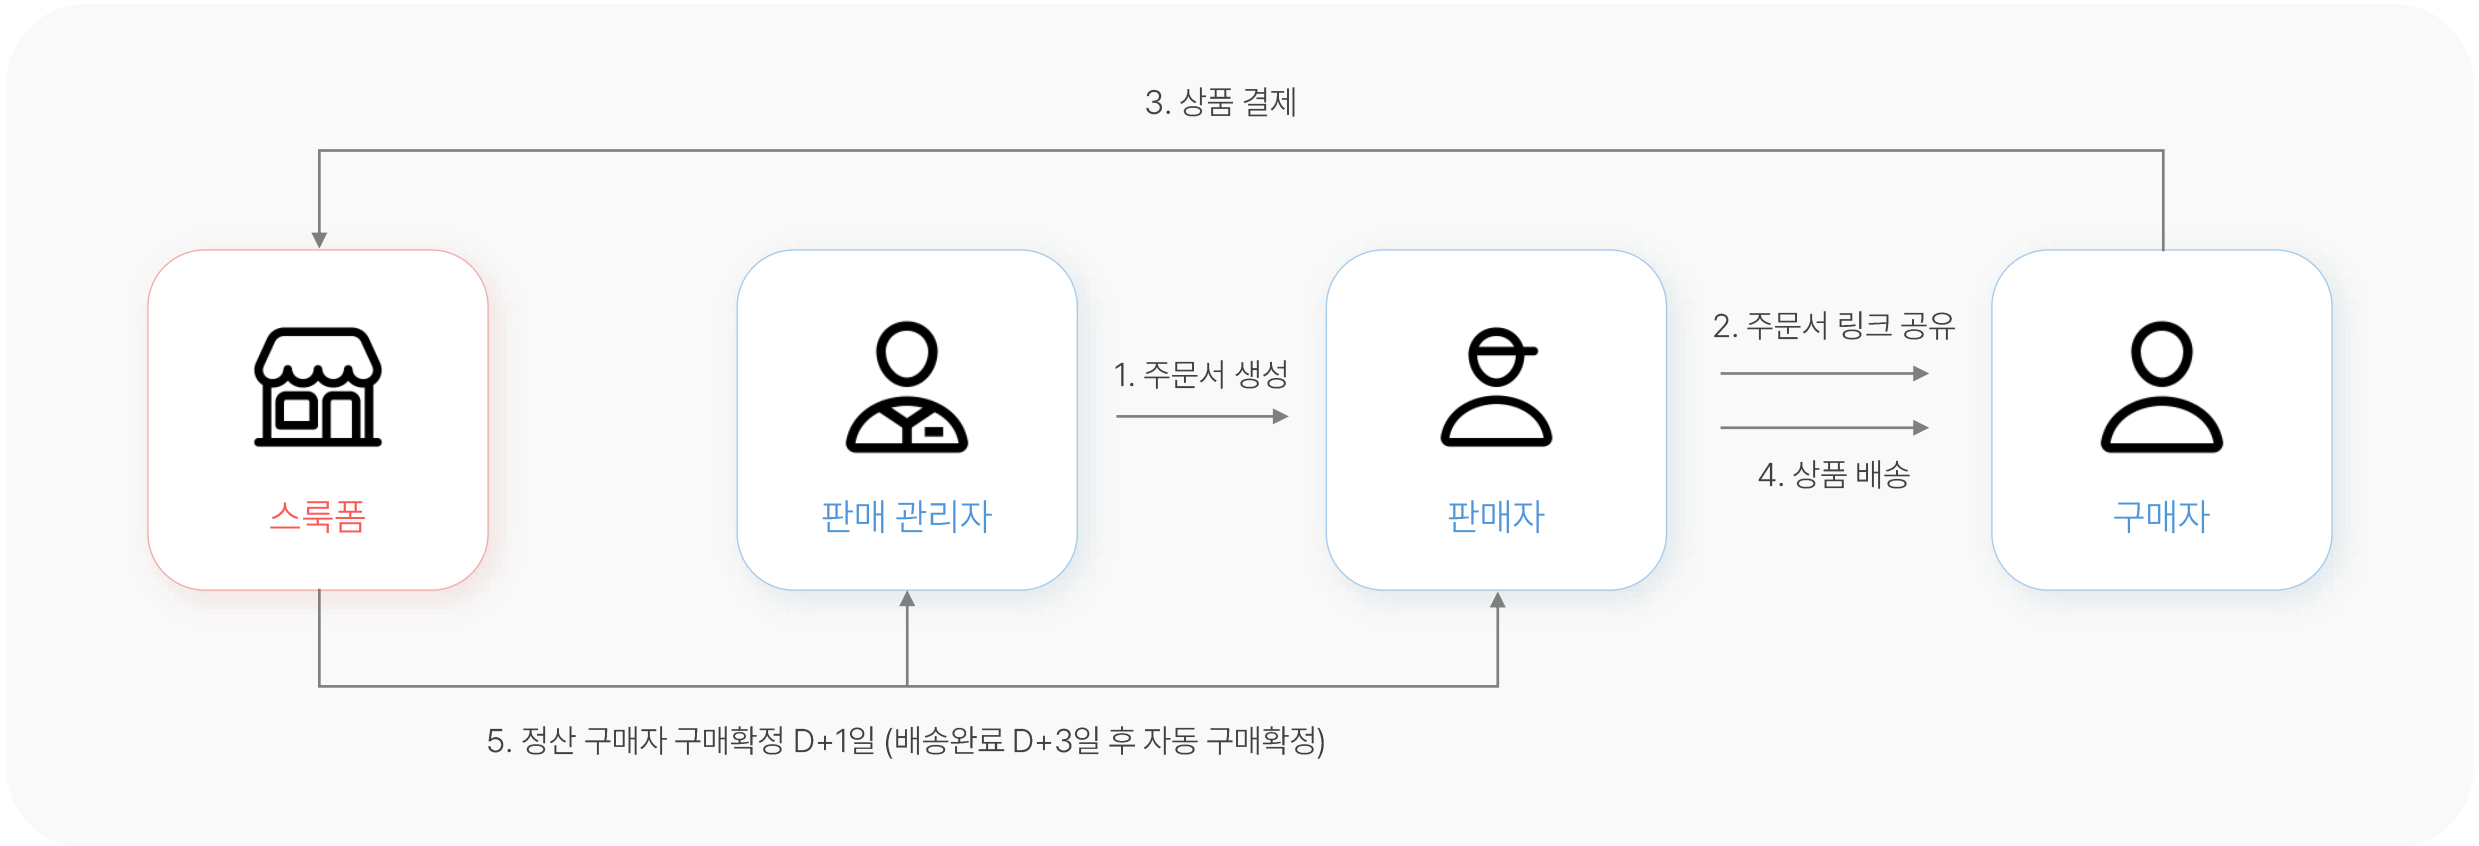 3. 상품 결제
2. 주문서 링크 공유
1. 주문서 생성
4. 상품 배송
스룩폼
판매 관리자
판매자
구매자
5. 정산 구매자 구매확정 D+1일 (배송완료 D+3일 후 자동 구매확정)